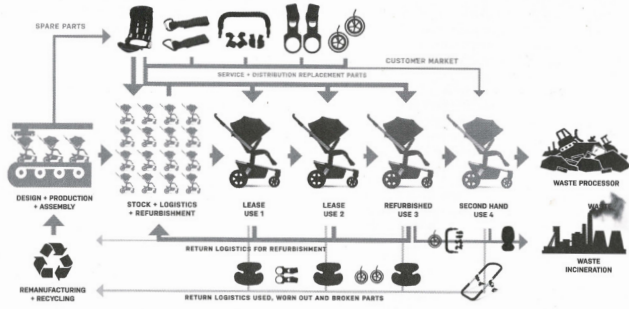 SPARE PARTS
CUSTOMER MARKET
SERVICE + DISTRIBUTION REPLACEMENT PARTS
DESIGN + PRODUCTION
+ ASSEMBLY
STOCK + LOGISTICS
+ REFURBISHMENT
LEASE
USE 1
LEASE
USE 2
REFURBISHED
USE 3
SECOND HAND
USE 4
WASTE PROCESSOR
RETURN LOGISTICS FOR REFURBISHMENT
WASTE
INCINERATION
REMANUFACTURING
+ RECYCLING
RETURN LOGISTICS USED, WORN OUT AND BROKEN PARTS